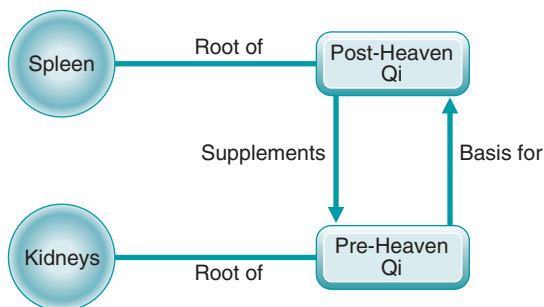 Root of
Spleen
Post-Heaven
Qi
Supplements
Basis for
Kidneys
Pre-Heaven
Qi
Root of